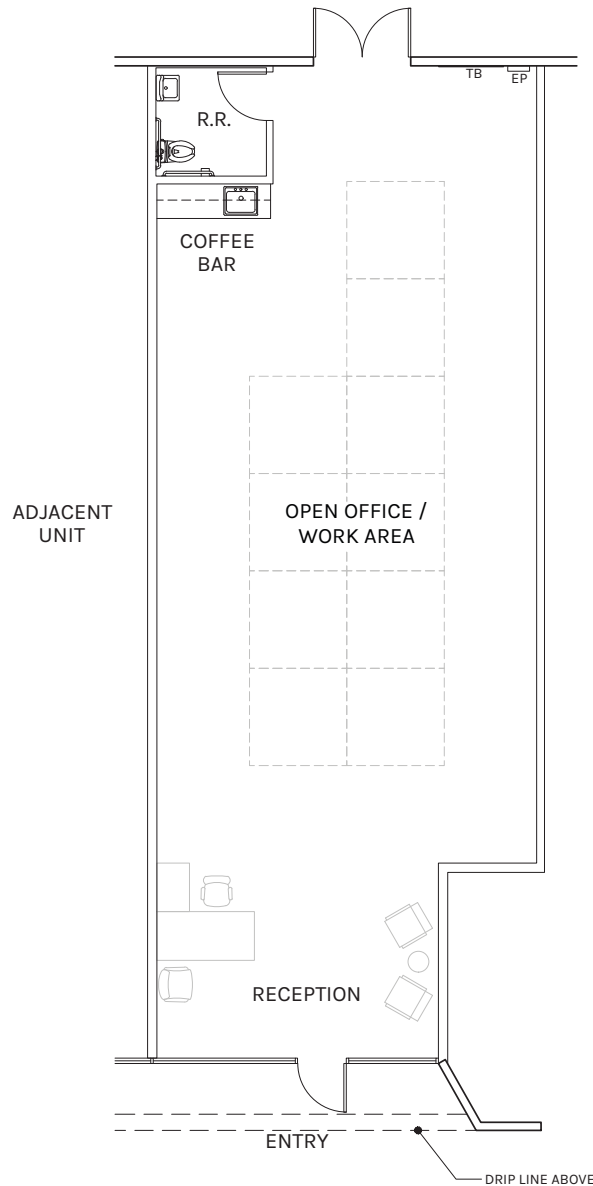 TB
EP
R.R.
COFFEE
BAR
ADJACENT
UNIT
OPEN OFFICE /
WORK AREA
RECEPTION
ENTRY
DRIP LINE ABOVE